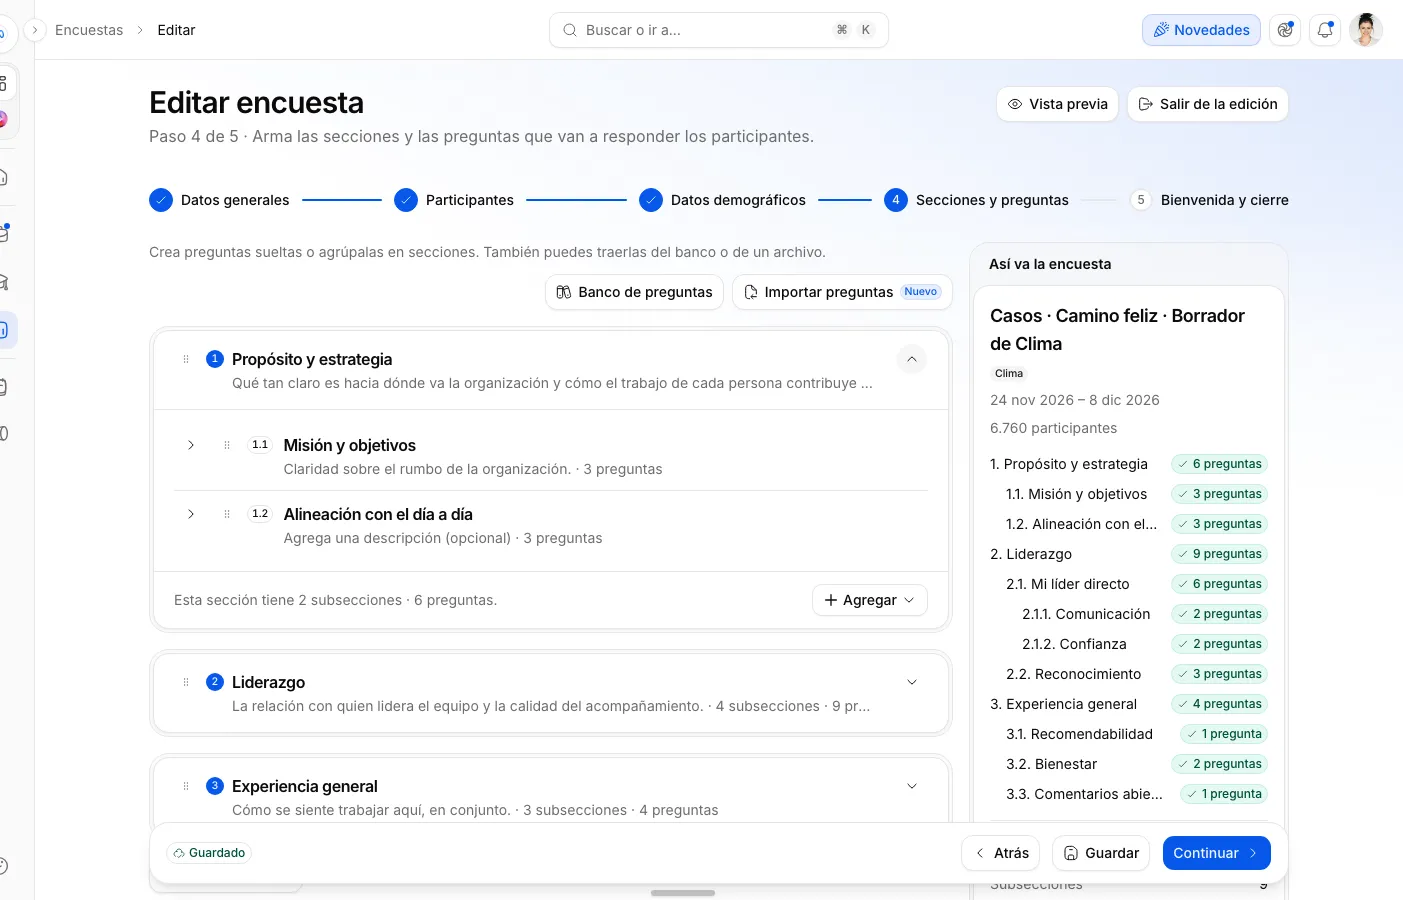 Encuestas
Editar
Buscar o ir a...
⌘ K
Novedades
Editar encuesta
Paso 4 de 5 · Arma las secciones y las preguntas que van a responder los participantes.
Vista previa
Salir de la edición
Datos generales
Participantes
Datos demográficos
4 Secciones y preguntas
5 Bienvenida y cierre
Crea preguntas sueltas o agrúpalas en secciones. También puedes traerlas del banco o de un archivo.
Banco de preguntas
Importar preguntas Nuevo
1 Propósito y estrategia
Qué tan claro es hacia dónde va la organización y cómo el trabajo de cada persona contribuye ...
1.1 Misión y objetivos
Claridad sobre el rumbo de la organización. · 3 preguntas
1.2 Alineación con el día a día
Agrega una descripción (opcional) · 3 preguntas
Esta sección tiene 2 subsecciones · 6 preguntas.
Agregar
2 Liderazgo
La relación con quien lidera el equipo y la calidad del acompañamiento. · 4 subsecciones · 9 pr...
3 Experiencia general
Cómo se siente trabajar aquí, en conjunto. · 3 subsecciones · 4 preguntas
Así va la encuesta
Casos · Camino feliz · Borrador
de Clima
Clima
24 nov 2026 – 8 dic 2026
6.760 participantes
1. Propósito y estrategia 6 preguntas
1.1. Misión y objetivos 3 preguntas
1.2. Alineación con el... 3 preguntas
2. Liderazgo 9 preguntas
2.1. Mi líder directo 6 preguntas
2.1.1. Comunicación 2 preguntas
2.1.2. Confianza 2 preguntas
2.2. Reconocimiento 3 preguntas
3. Experiencia general 4 preguntas
3.1. Recomendabilidad 1 pregunta
3.2. Bienestar 2 preguntas
3.3. Comentarios abie... 1 pregunta
Subsecciones 9
Guardado
Atrás
Guardar
Continuar